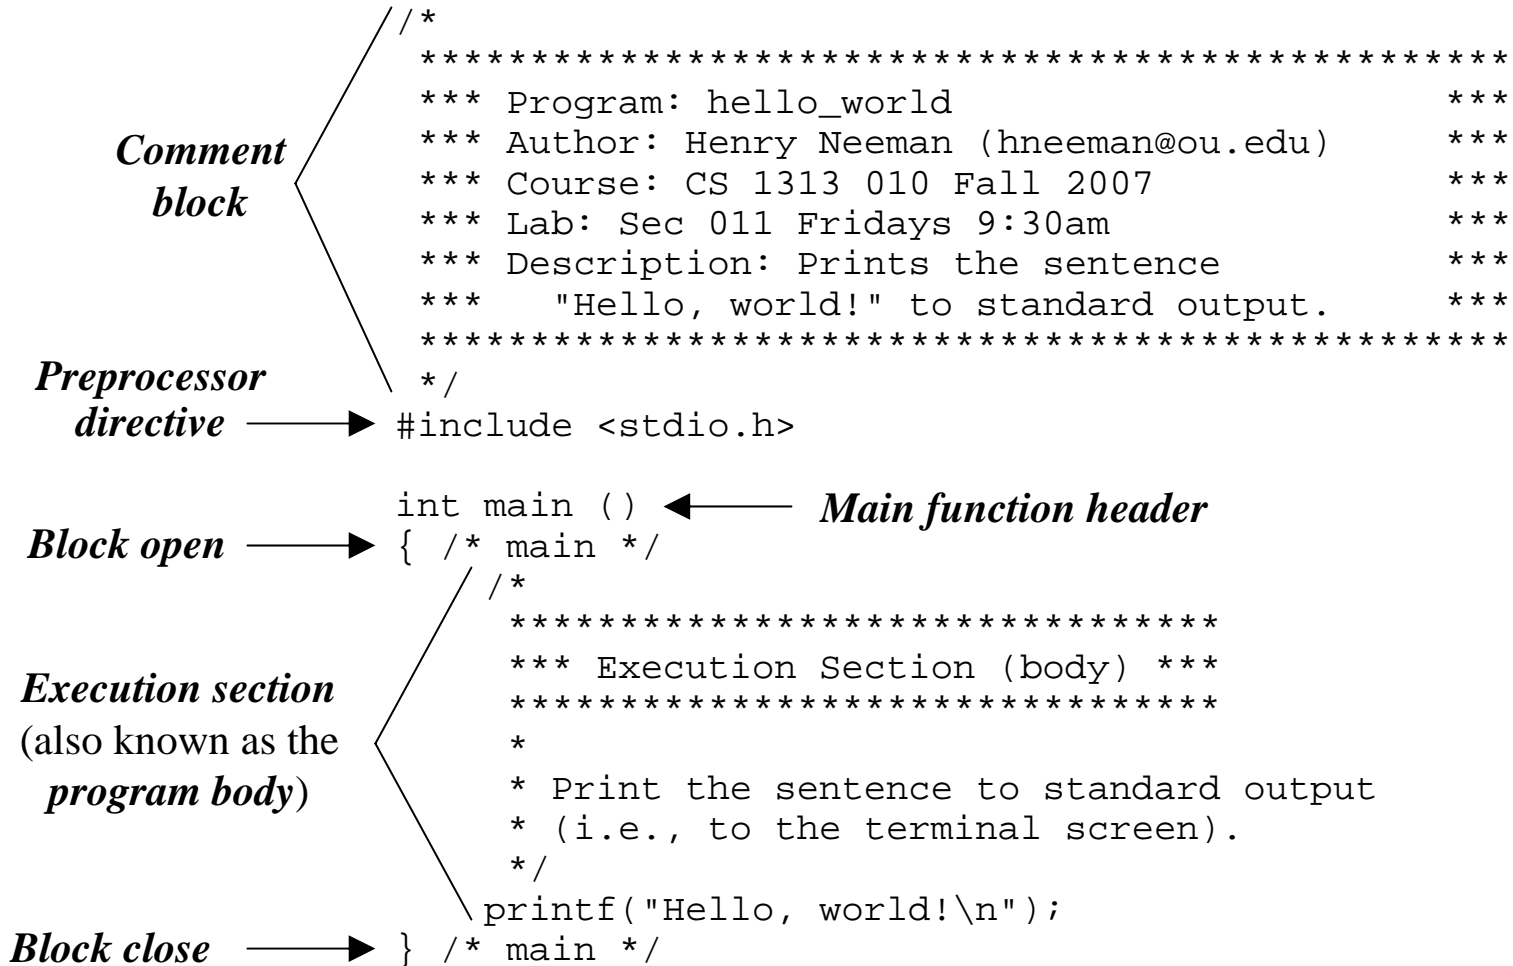 /*
*************************************************
*** Program: hello_world ***
*** Author: Henry Neeman (hneeman@ou.edu) ***
Comment
*** Course: CS 1313 010 Fall 2007 ***
block
*** Lab: Sec 011 Fridays 9:30am ***
*** Description: Prints the sentence ***
*** "Hello, world!" to standard output. ***
*************************************************
Preprocessor
*/
directive
#include <stdio.h>
int main ()
Main function header
Block open
{ /* main */
/*
********************************
*** Execution Section (body) ***
********************************
Execution section
(also known as the
program body)
*
* Print the sentence to standard output
* (i.e., to the terminal screen).
*/
printf("Hello, world!\n");
Block close
} /* main */